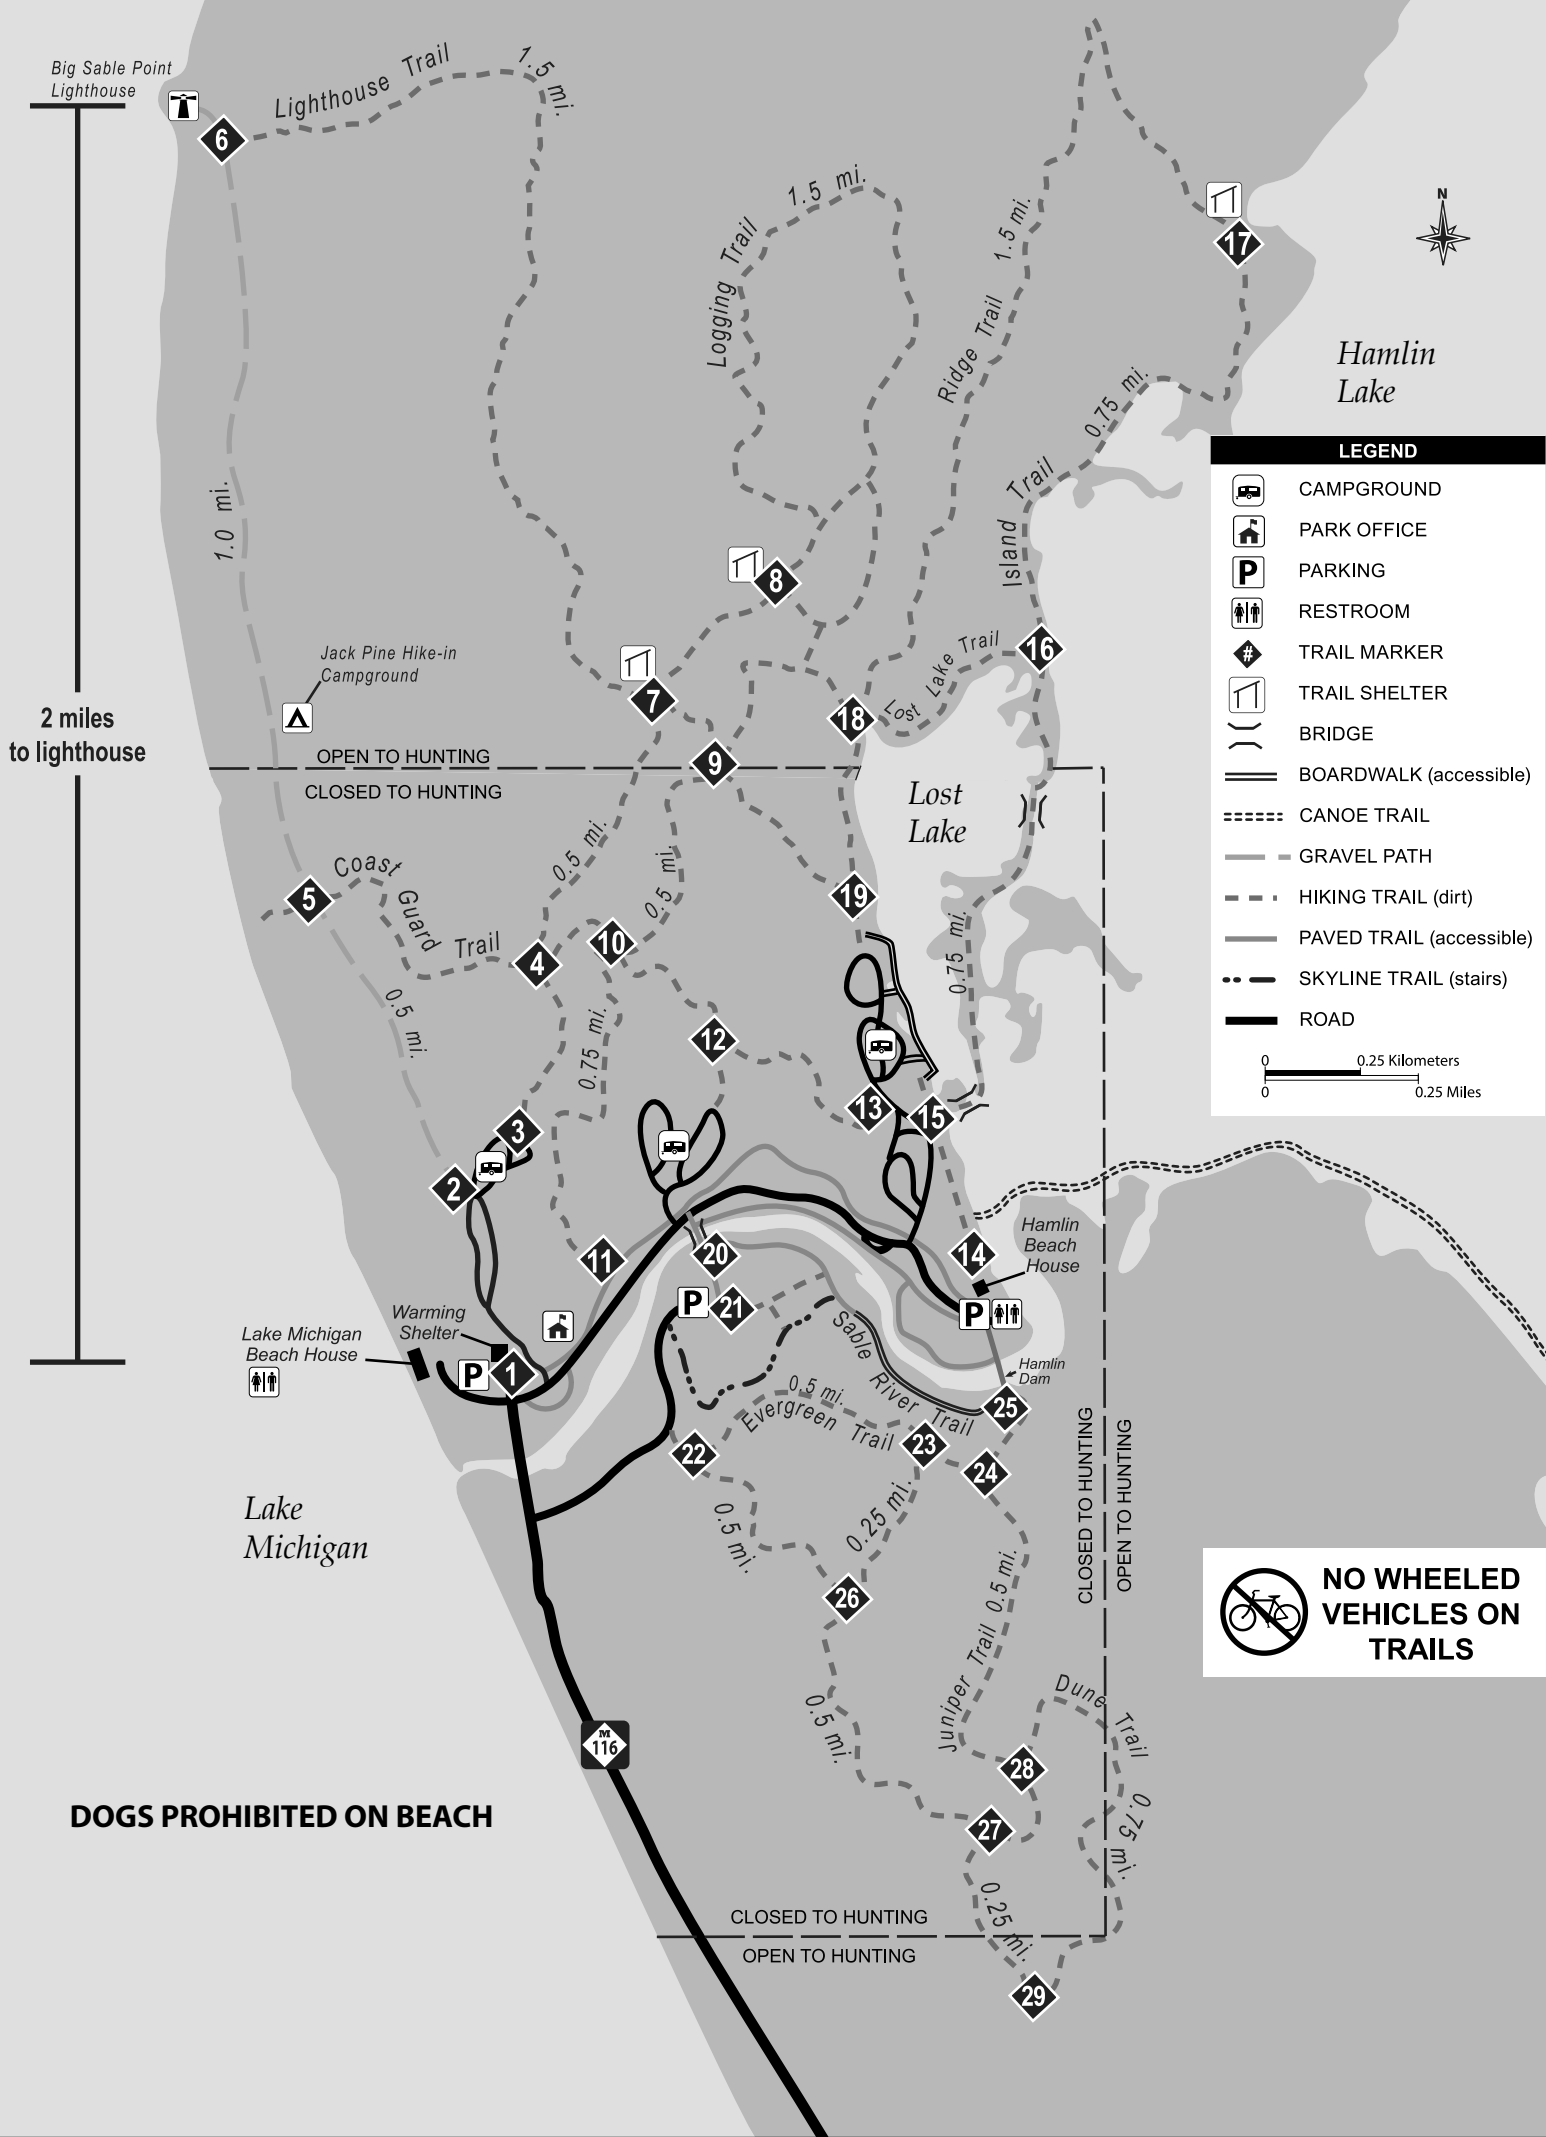 Big Sable Point
Lighthouse
6
Lighthouse Trail
1.5 mi.
Logging Trail
1.5 mi.
Ridge Trail
1.5 mi.
17
N
Hamlin
Lake
0.75 mi.
Island Trail
1.0 mi.
8
Jack Pine Hike-in
Campground
7
Lost Lake Trail
16
18
2 miles
to lighthouse
OPEN TO HUNTING
CLOSED TO HUNTING
9
Lost
Lake
LEGEND
CAMPGROUND
PARK OFFICE
P
PARKING
RESTROOM
#
TRAIL MARKER
TRAIL SHELTER
BRIDGE
BOARDWALK (accessible)
CANOE TRAIL
GRAVEL PATH
HIKING TRAIL (dirt)
PAVED TRAIL (accessible)
SKYLINE TRAIL (stairs)
ROAD
0
0.25 Kilometers
0
0.25 Miles
5
Coast Guard Trail
0.5 mi.
0.5 mi.
19
10
4
0.75 mi.
0.5 mi.
0.75 mi.
12
13
15
3
2
11
20
14
Hamlin
Beach
House
P
21
P
Warming
Shelter
Lake Michigan
Beach House
P
1
Hamlin
Dam
Sable River Trail
0.5 mi.
Evergreen Trail
25
22
23
24
CLOSED TO HUNTING
OPEN TO HUNTING
Lake
Michigan
0.5 mi.
0.25 mi.
26
Juniper Trail 0.5 mi.
NO WHEELED
VEHICLES ON
TRAILS
0.5 mi.
Dune Trail
0.75 mi.
M
116
28
27
DOGS PROHIBITED ON BEACH
0.25 mi.
CLOSED TO HUNTING
OPEN TO HUNTING
29